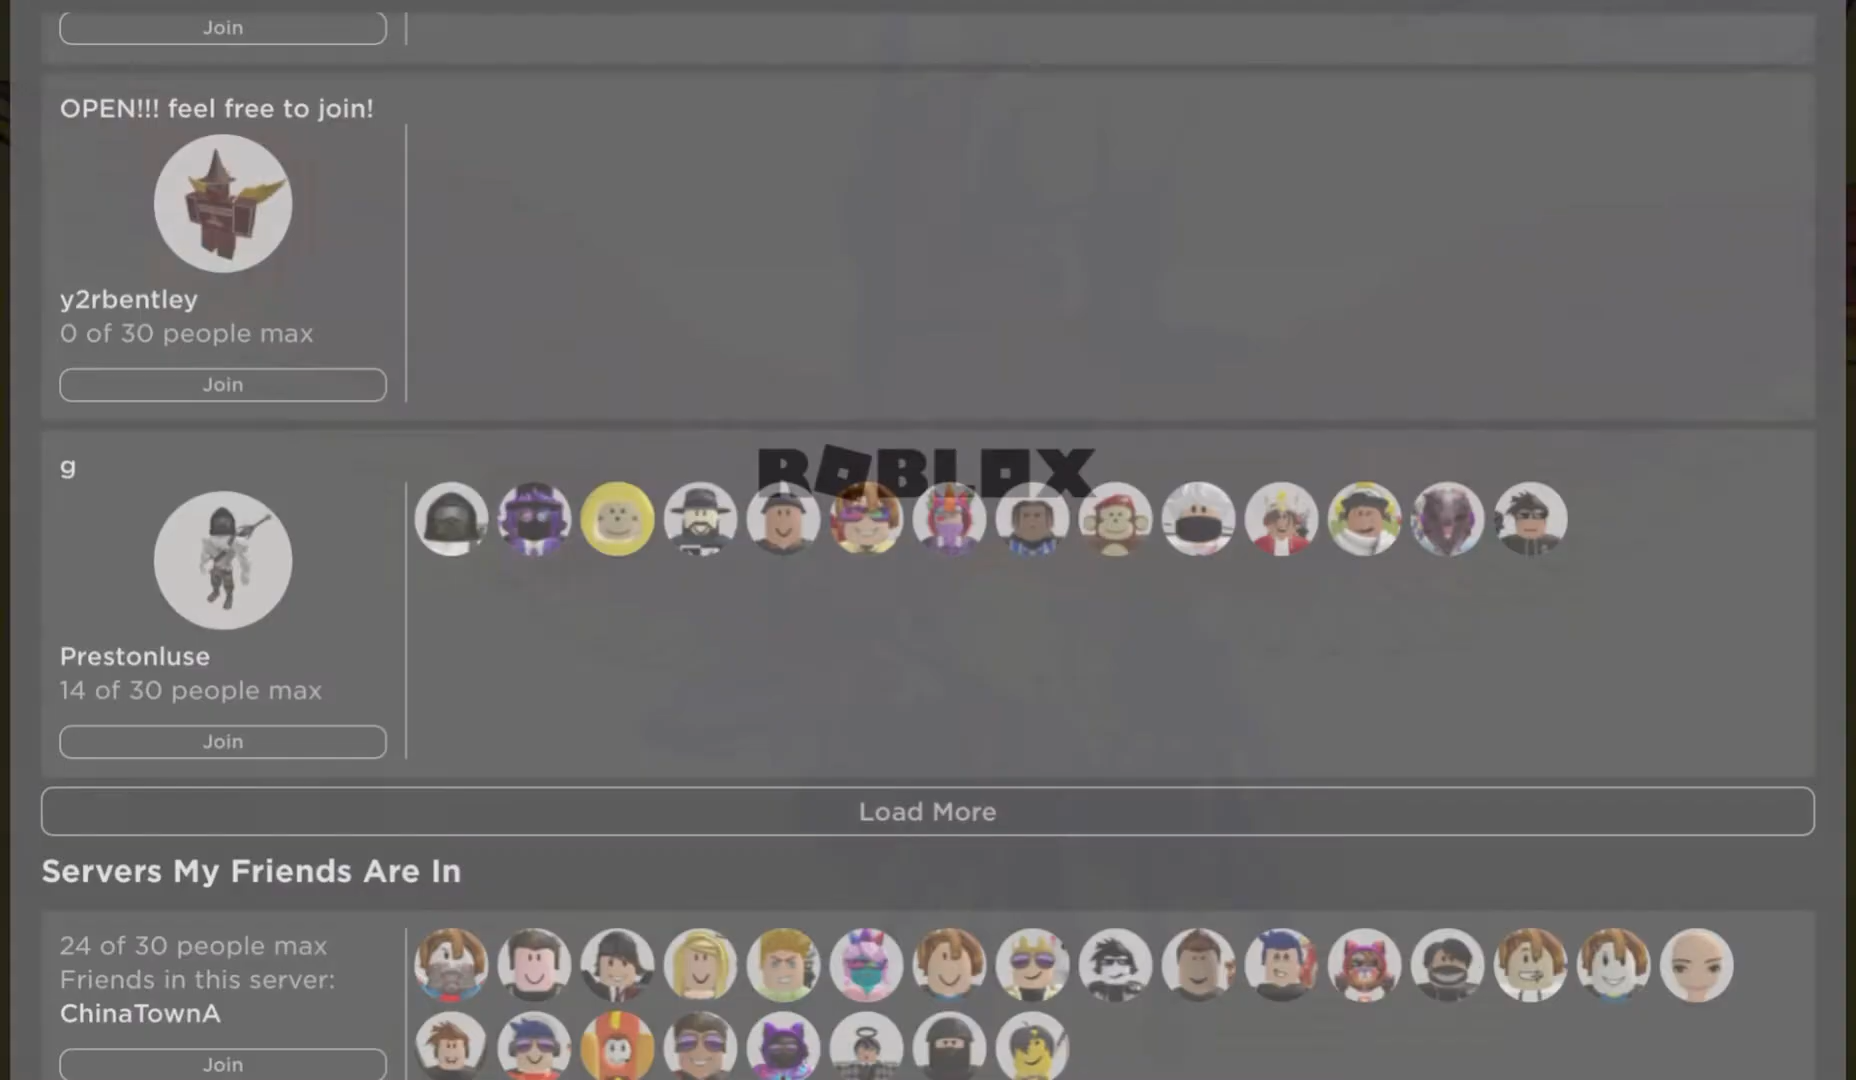 Join
OPEN!!! feel free to join!
y2rbentley
0 of 30 people max
Join
g
ROBLOX
Prestonluse
14 of 30 people max
Join
Load More
Servers My Friends Are In
24 of 30 people max
Friends in this server:
ChinaTownA
Join